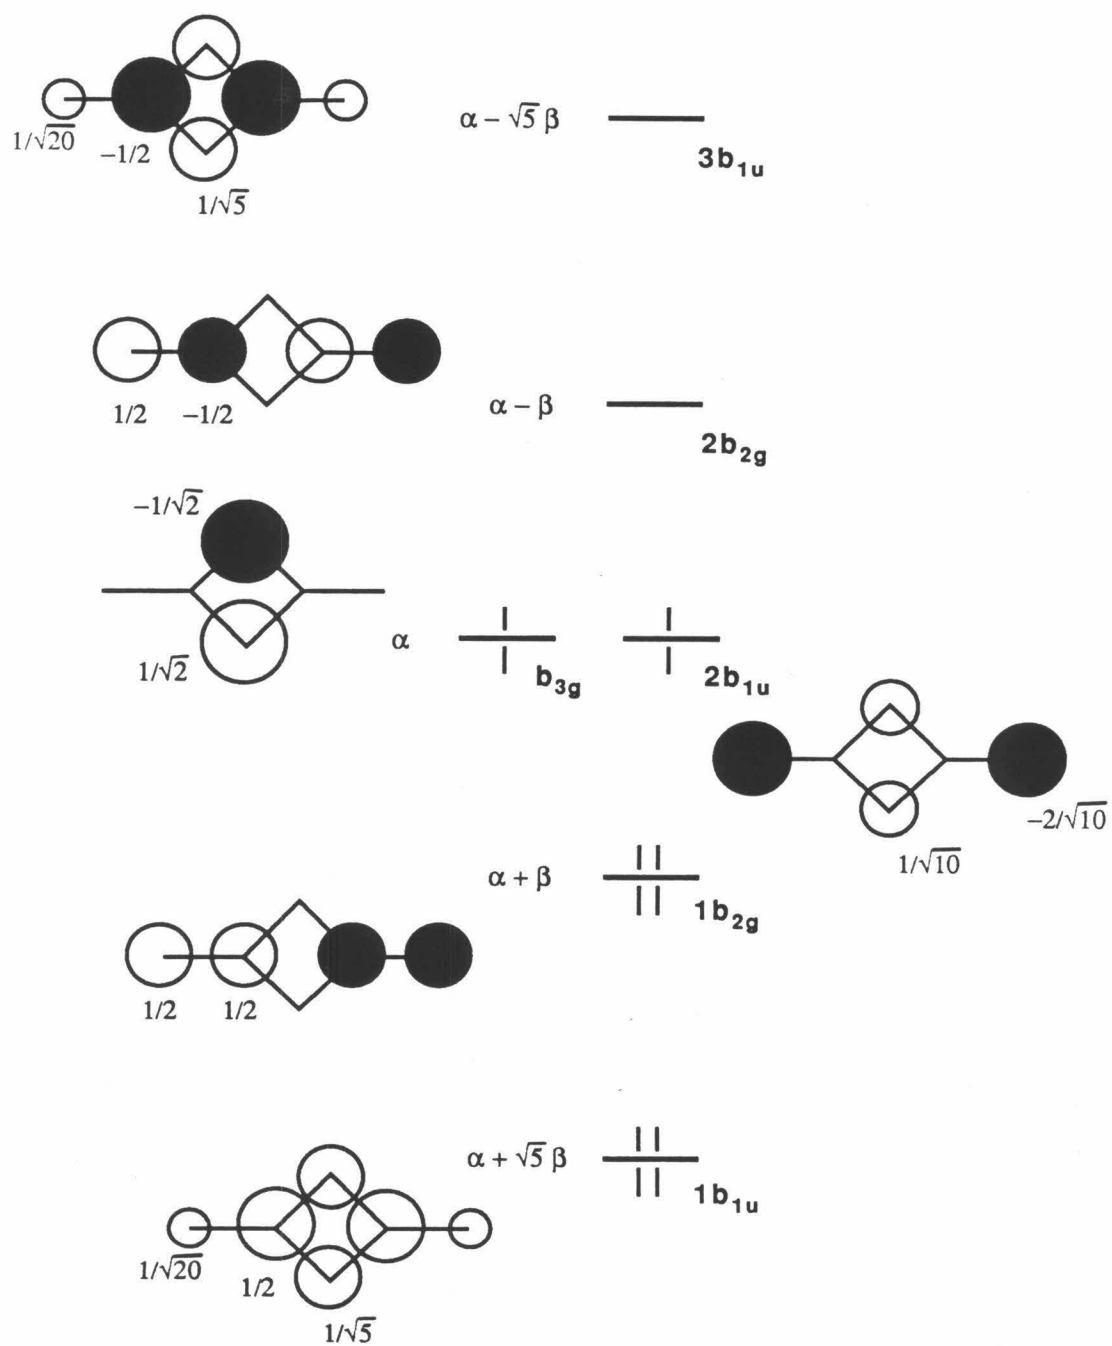 α – √5 β
3b1u
1/√20
–1/2
1/√5
1/2
–1/2
α – β
2b2g
–1/√2
1/√2
α
b3g
2b1u
–2/√10
1/√10
α + β
1b2g
1/2
1/2
α + √5 β
1b1u
1/√20
1/2
1/√5